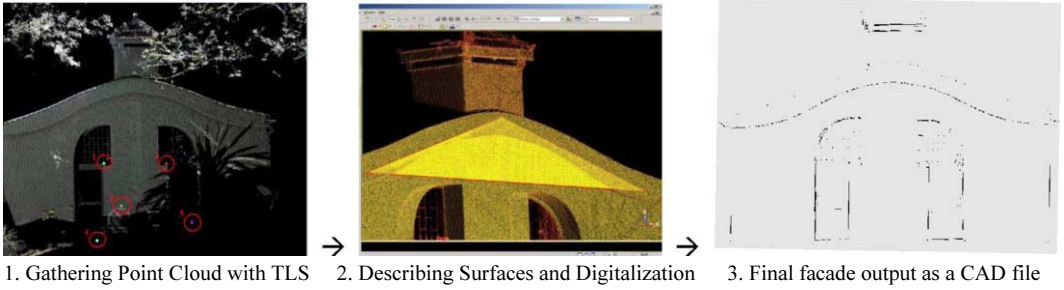 1. Gathering Point Cloud with TLS
→
2. Describing Surfaces and Digitalization
→
3. Final facade output as a CAD file